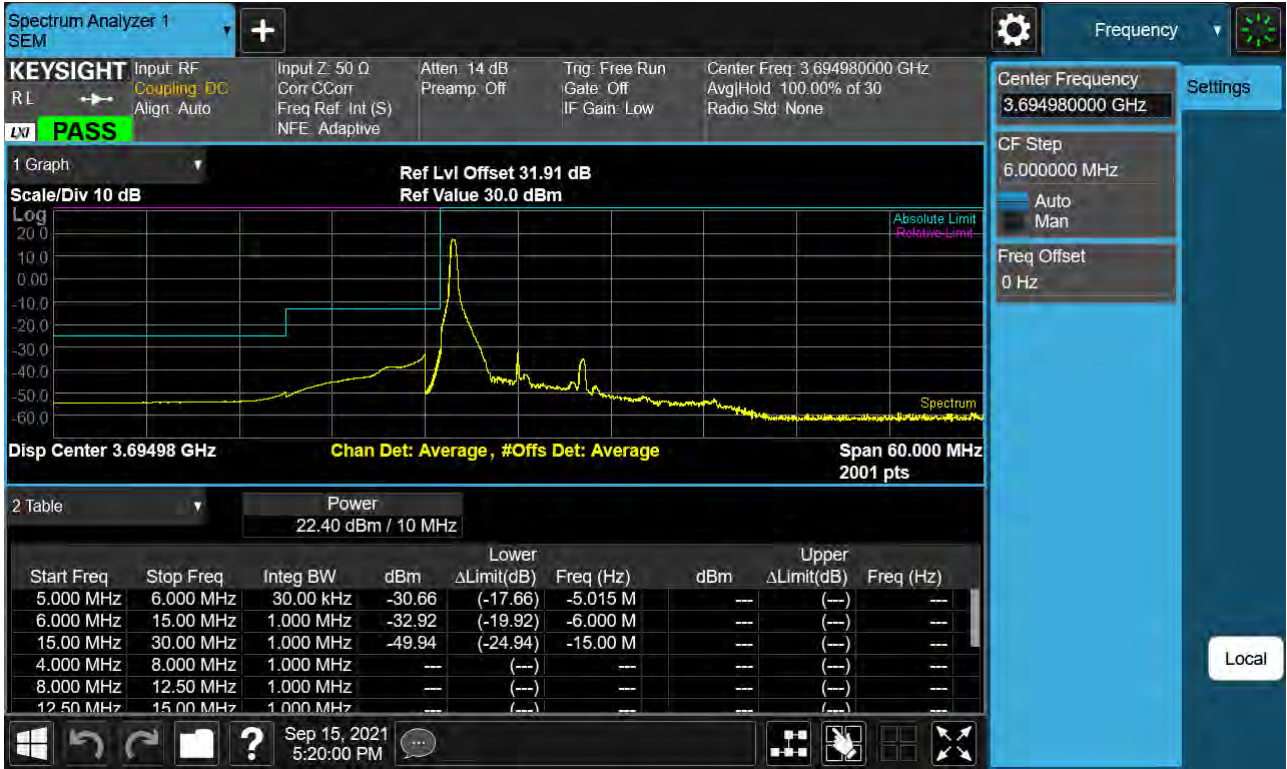 Spectrum Analyzer 1
SEM
+
Frequency
KEYSIGHT
R L
LXI PASS
Input: RF
Coupling: DC
Align: Auto
Input Z: 50 Ω
Corr CCorr
Freq Ref: Int (S)
NFE: Adaptive
Atten: 14 dB
Preamp: Off
Trig: Free Run
Gate: Off
IF Gain: Low
Center Freq: 3.694980000 GHz
Avg|Hold: 100.00% of 30
Radio Std: None
Center Frequency
3.694980000 GHz
Settings
CF Step
6.000000 MHz
Auto
Man
Freq Offset
0 Hz
1 Graph
Scale/Div 10 dB
Ref Lvl Offset 31.91 dB
Ref Value 30.0 dBm
Log
Absolute Limit
Relative Limit
20.0
10.0
0.00
-10.0
-20.0
-30.0
-40.0
-50.0
-60.0
Spectrum
Disp Center 3.69498 GHz
Chan Det: Average, #Offs Det: Average
Span 60.000 MHz
2001 pts
2 Table
Power
22.40 dBm / 10 MHz
Lower Upper
Start Freq Stop Freq Integ BW dBm ΔLimit(dB) Freq (Hz) dBm ΔLimit(dB) Freq (Hz)
5.000 MHz 6.000 MHz 30.00 kHz -30.66 (-17.66) -5.015 M --- (---) ---
6.000 MHz 15.00 MHz 1.000 MHz -32.92 (-19.92) -6.000 M --- (---) ---
15.00 MHz 30.00 MHz 1.000 MHz -49.94 (-24.94) -15.00 M --- (---) ---
4.000 MHz 8.000 MHz 1.000 MHz --- (---) --- --- (---) ---
8.000 MHz 12.50 MHz 1.000 MHz --- (---) --- --- (---) ---
12.50 MHz 15.00 MHz 1.000 MHz --- (---) --- --- (---) ---
Local
?
Sep 15, 2021
5:20:00 PM